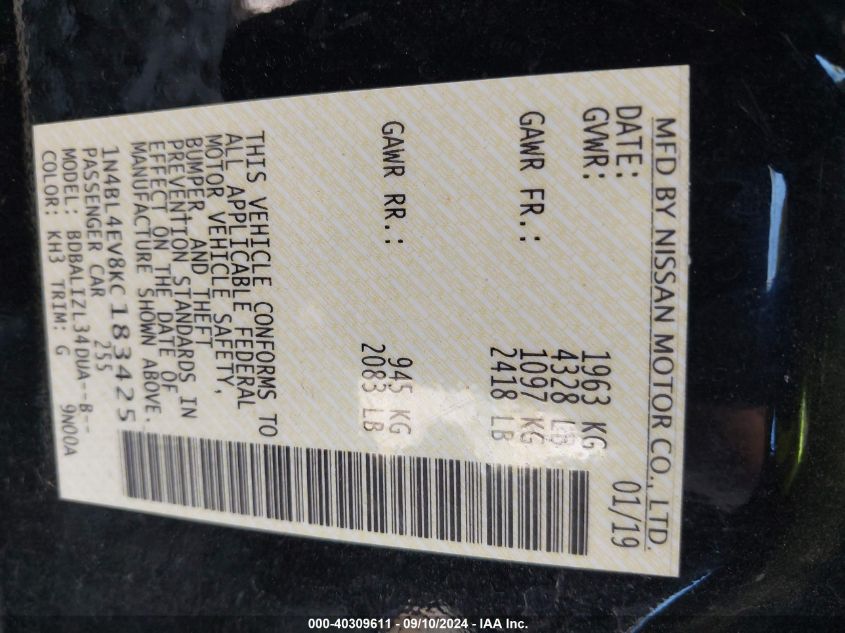 MFD BY NISSAN MOTOR CO., LTD.
DATE: 01/19
GVWR: 1963 KG
4328 LB
GAWR FR.: 1097 KG
2418 LB
GAWR RR.: 945 KG
2083 LB
THIS VEHICLE CONFORMS TO
ALL APPLICABLE FEDERAL
MOTOR VEHICLE SAFETY,
BUMPER, AND THEFT
PREVENTION STANDARDS IN
EFFECT ON THE DATE OF
MANUFACTURE SHOWN ABOVE.
1N4BL4EV8KC183425
PASSENGER CAR 255
MODEL: BDBALIZL34DUA--B--
COLOR: KH3 TRIM: G 9N00A
000-40309611 - 09/10/2024 - IAA Inc.